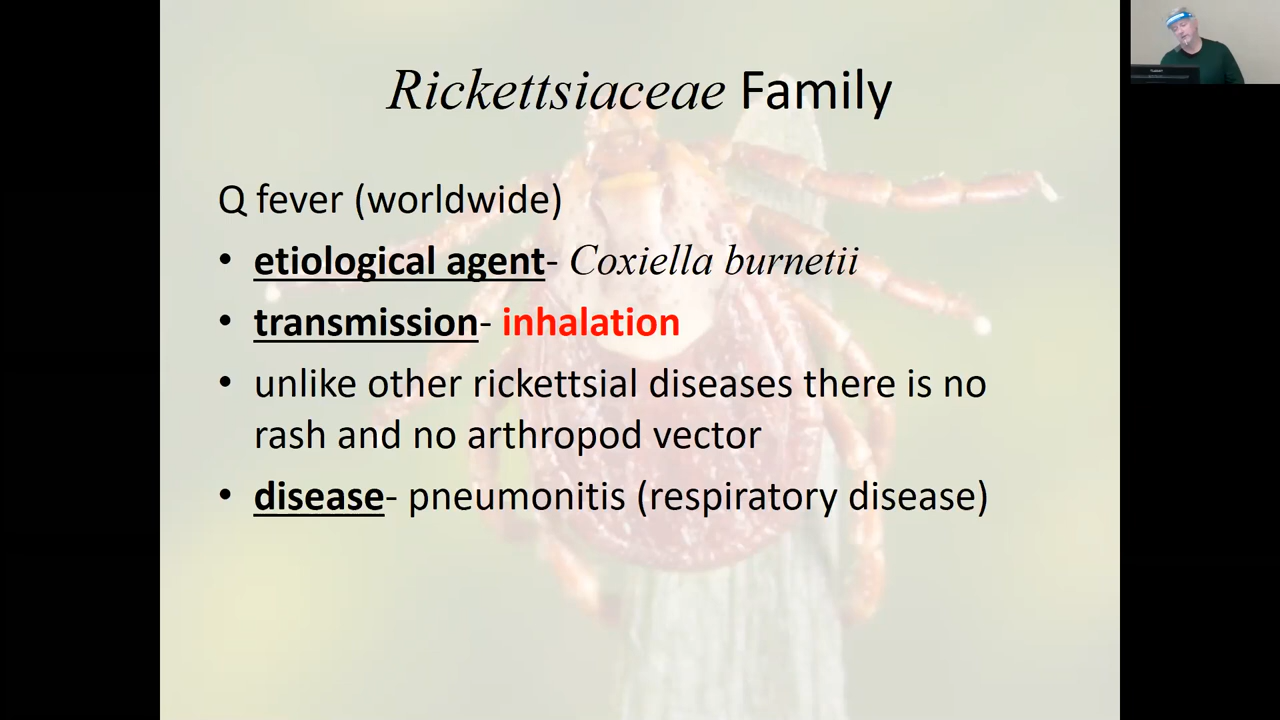 Rickettsiaceae Family
Q fever (worldwide)
• etiological agent- Coxiella burnetii
• transmission- inhalation
• unlike other rickettsial diseases there is no
rash and no arthropod vector
• disease- pneumonitis (respiratory disease)